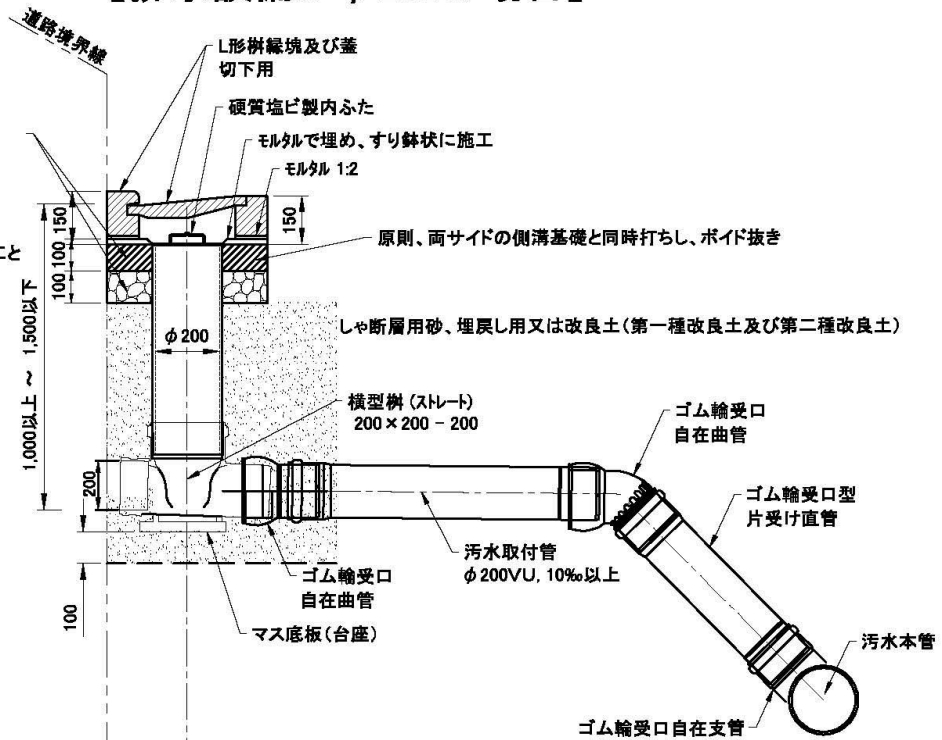 道路境界線
L形桝縁塊及び蓋
切下用
硬質塩ビ製内ふた
モルタルで埋め、すり鉢状に施工
モルタル 1:2
150
150
原則、両サイドの側溝基礎と同時打ちし、ボイド抜き
100
100
1,000以上 ~ 1,500以下
しゃ断層用砂、埋戻し用又は改良土(第一種改良土及び第二種改良土)
φ200
横型桝(ストレート)
200×200-200
ゴム輪受口
自在曲管
200
ゴム輪受口型
片受け直管
汚水取付管
φ200VU, 10‰以上
ゴム輪受口
自在曲管
100
マス底板(台座)
汚水本管
ゴム輪受口自在支管